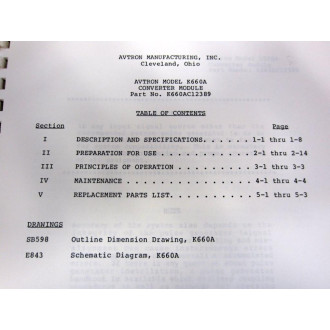 AVTRON MANUFACTURING, INC.
Cleveland, Ohio
AVTRON MODEL K660A
CONVERTER MODULE
Part No. K660AC12389
TABLE OF CONTENTS
Section Page
I DESCRIPTION AND SPECIFICATIONS. . . . . . . 1-1 thru 1-8
II PREPARATION FOR USE . . . . . . . . . . . . 2-1 thru 2-14
III PRINCIPLES OF OPERATION . . . . . . . . . . 3-1 thru 3-3
IV MAINTENANCE . . . . . . . . . . . . . . . . 4-1 thru 4-4
V REPLACEMENT PARTS LIST. . . . . . . . . . . 5-1 thru 5-3
DRAWINGS
SB598 Outline Dimension Drawing, K660A
E843 Schematic Diagram, K660A